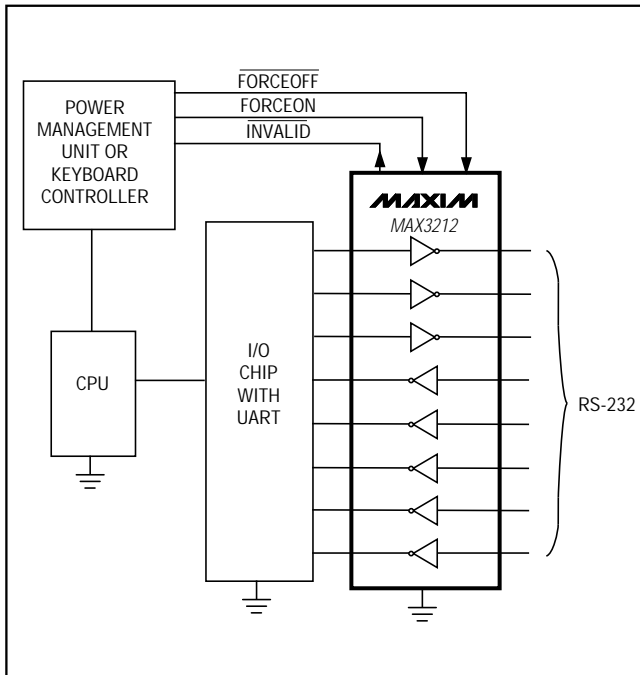 FORCEOFF
FORCEON
INVALID
POWER
MANAGEMENT
UNIT OR
KEYBOARD
CONTROLLER
MAXIM
MAX3212
I/O
CHIP
WITH
UART
CPU
RS-232